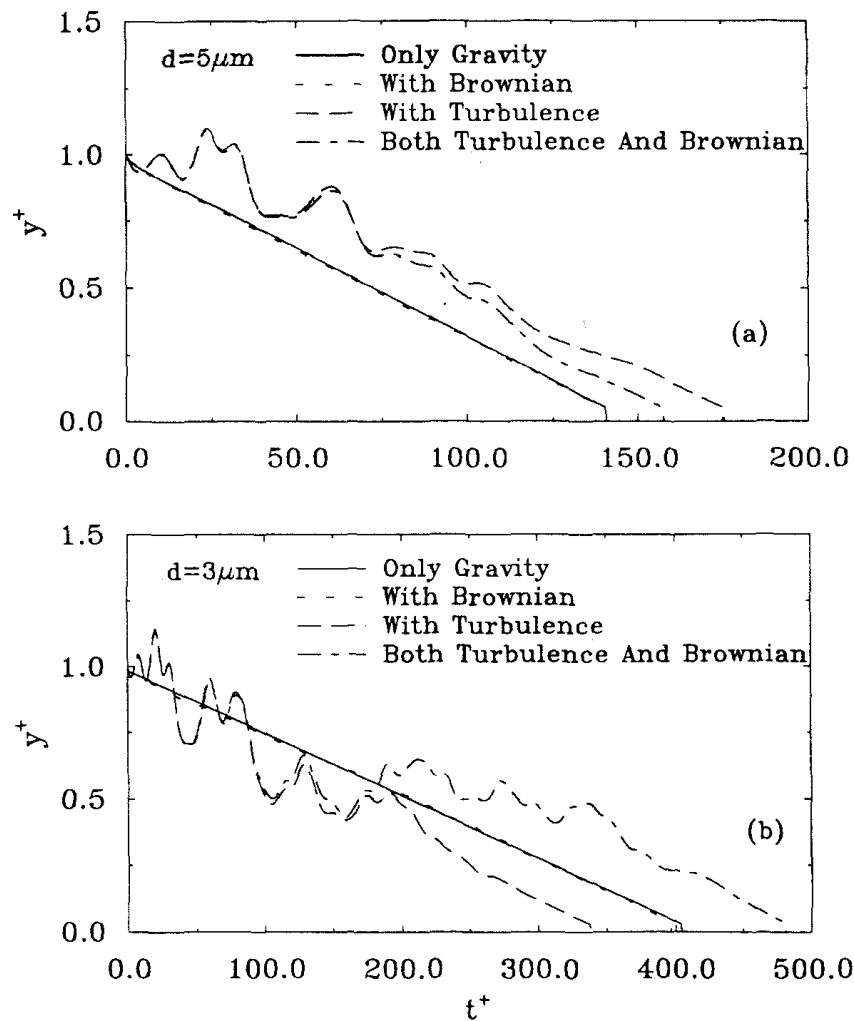 1.5
d=5μm
Only Gravity
With Brownian
With Turbulence
Both Turbulence And Brownian
1.0
y+
0.5
(a)
0.0
0.0 50.0 100.0 150.0 200.0
1.5
d=3μm
Only Gravity
With Brownian
With Turbulence
Both Turbulence And Brownian
1.0
y+
0.5
(b)
0.0
0.0 100.0 200.0 300.0 400.0 500.0
t+